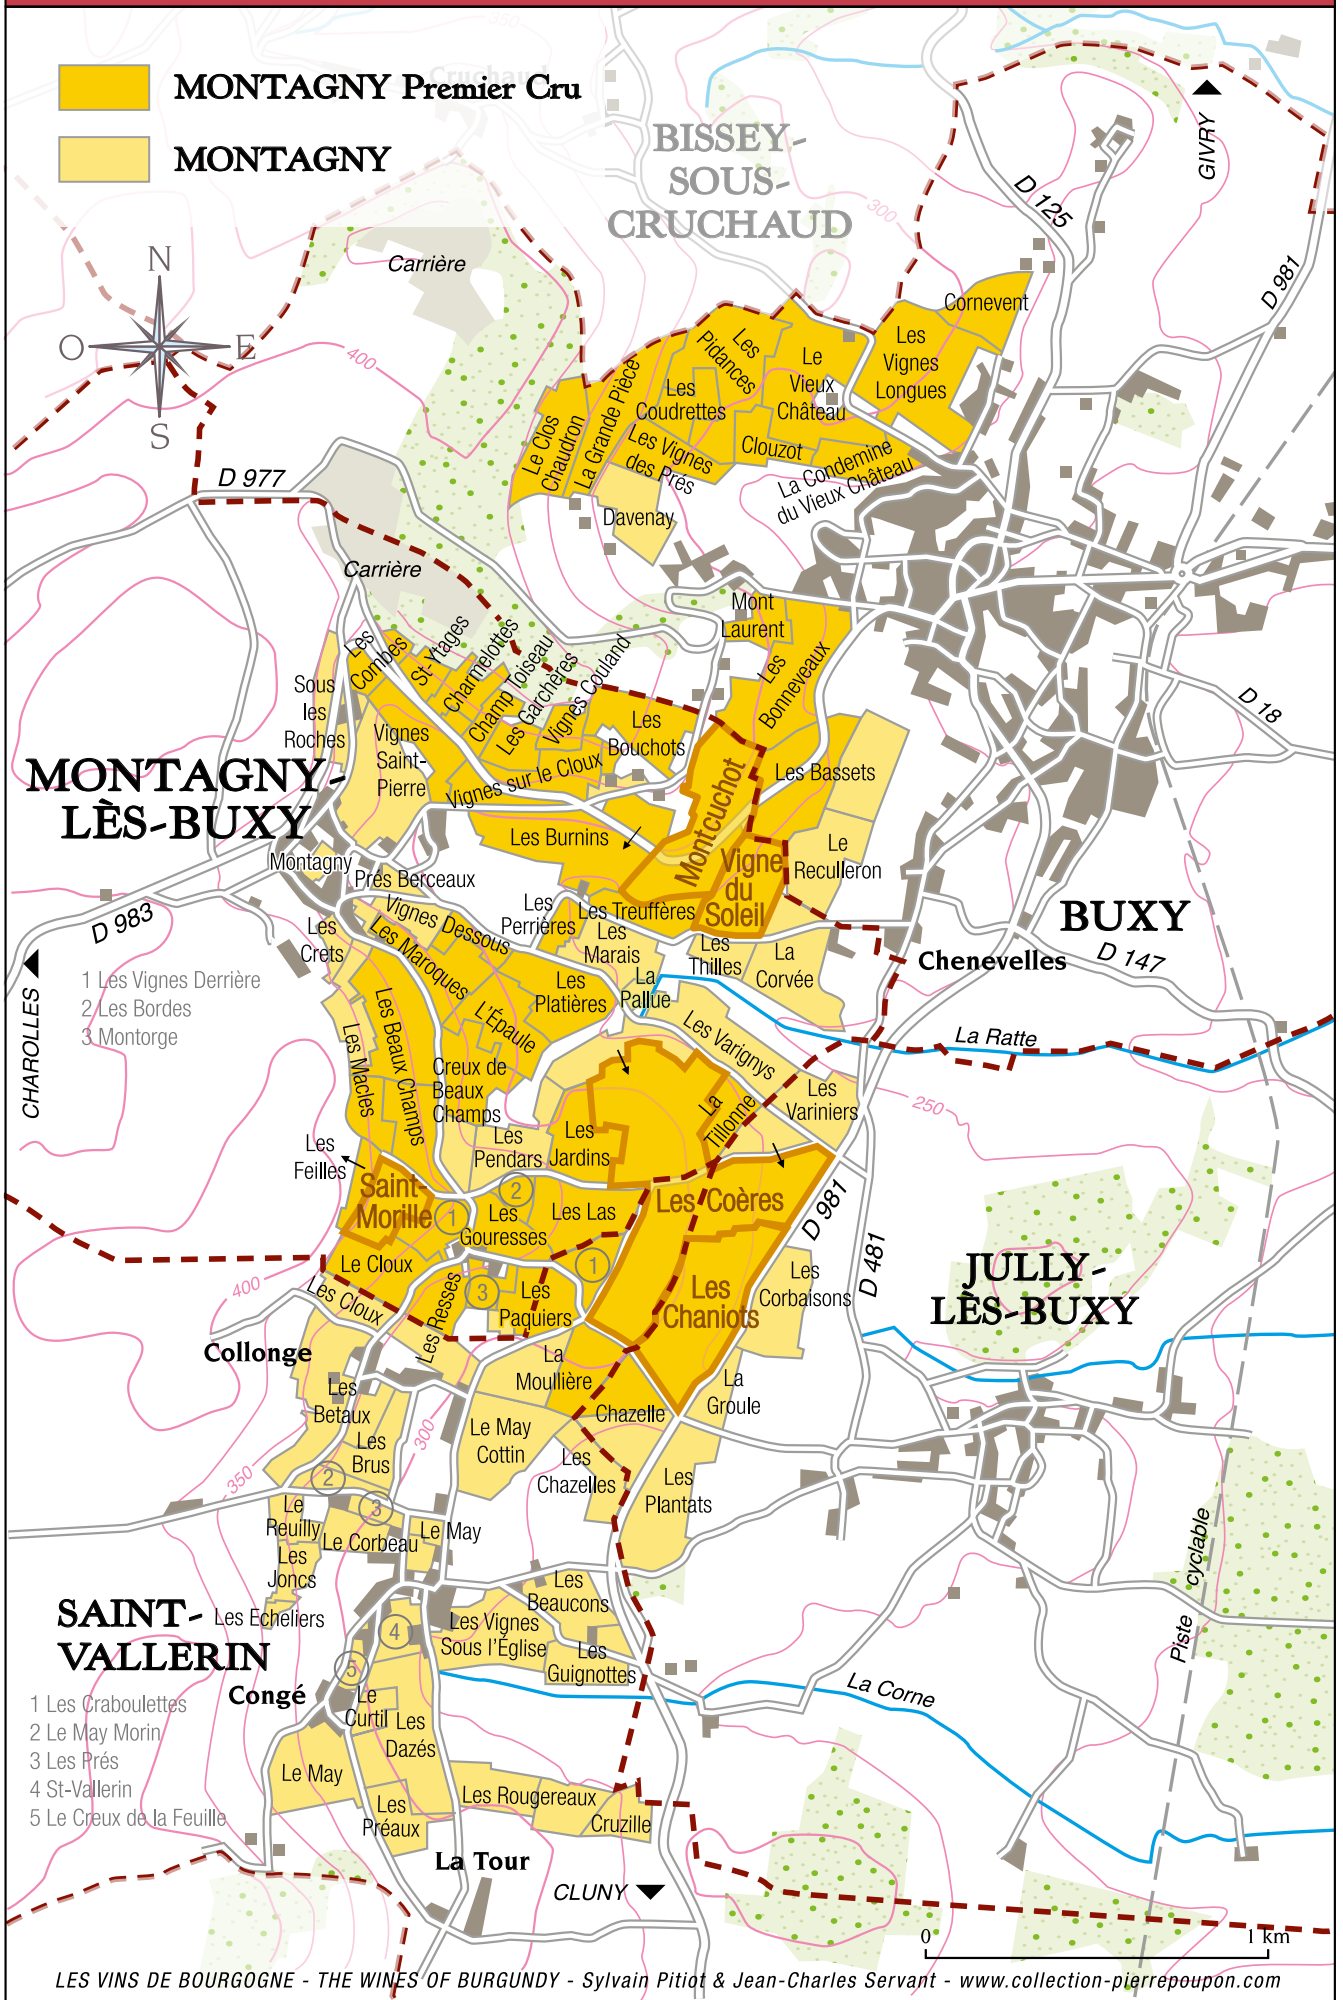 MONTAGNY Premier Cru
MONTAGNY
Cruchaud
350
BISSEY-
SOUS-
CRUCHAUD
300
GIVRY
D 125
D 981
N
O
E
S
Carrière
400
Cornevent
Les
Vignes
Longues
Les
Pidances
Le
Vieux
Château
Les
Coudrettes
La Grande Pièce
Le Clos
Chaudron
Les Vignes
des Prés
Clouzot
La Condemine
du Vieux Château
Davenay
D 977
Carrière
Mont
Laurent
Les
Bonneveaux
Les
Combes
St-Ytages
Charmelottes
Champ Toiseau
Les Garchères
Vignes Couland
Sous
les
Roches
Vignes
Saint-
Pierre
Les
Bouchots
Vignes sur le Cloux
D 18
MONTAGNY-
LÈS-BUXY
Les Bassets
Montcuchot
Les Burnins
Vigne
du
Soleil
Le
Reculleron
Montagny
Prés Berceaux
Vignes Dessous
Les
Perrières
Les Treuffères
Les
Marais
Les
Thilles
La
Corvée
BUXY
Chenevelles
D 147
D 983
CHAROLLES
Les
Crets
Les Maroques
La
Pallue
Les
Platières
L'Épaule
1 Les Vignes Derrière
2 Les Bordes
3 Montorge
Les Beaux Champs
Les Macles
Creux de
Beaux
Champs
Les Varignys
La Ratte
Les
Variniers
250
La
Tillonne
Les
Feilles
Les
Pendars
Les
Jardins
Saint-
Morille
1
2
Les
Gouresses
Les Las
Les Coères
D 981
D 481
Le Cloux
3
Les
Paquiers
1
Les
Chaniots
Les
Corbaisons
JULLY-
LÈS-BUXY
400
Les Cloux
Les Resses
Collonge
La
Moullière
Chazelle
La
Groule
Les
Betaux
Les
Brus
300
Le May
Cottin
Les
Chazelles
Les
Plantats
350
2
3
Le
Reuilly
Le Corbeau
Le May
Les
Joncs
Les Echeliers
Piste cyclable
SAINT-
VALLERIN
Les
Beaucons
Les Vignes
Sous l'Église
Les
Guignottes
4
5
Congé
Le
Curtil
Les
Dazés
La Corne
1 Les Craboulettes
2 Le May Morin
3 Les Prés
4 St-Vallerin
5 Le Creux de la Feuille
Le May
Les
Préaux
Les Rougereaux
Cruzille
La Tour
CLUNY
0
1 km
LES VINS DE BOURGOGNE - THE WINES OF BURGUNDY - Sylvain Pitiot & Jean-Charles Servant - www.collection-pierrepoupon.com